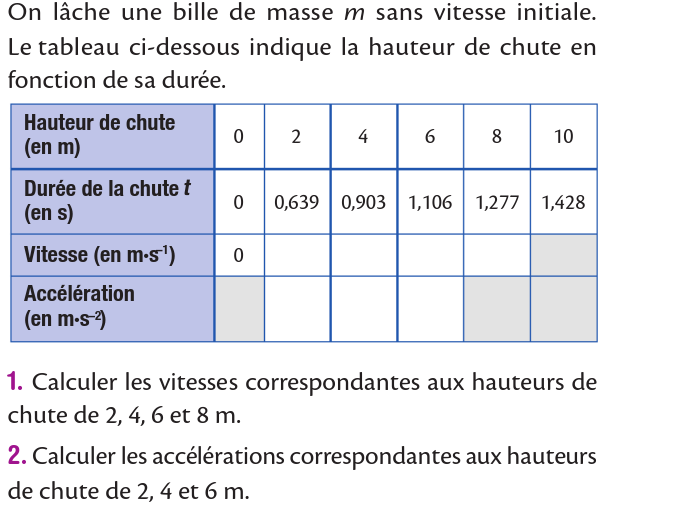 On lâche une bille de masse m sans vitesse initiale.
Le tableau ci-dessous indique la hauteur de chute en
fonction de sa durée.
Hauteur de chute
(en m)
0 2 4 6 8 10
Durée de la chute t
(en s)
0 0,639 0,903 1,106 1,277 1,428
Vitesse (en m•s⁻¹) 0
Accélération
(en m•s⁻²)
1. Calculer les vitesses correspondantes aux hauteurs de
chute de 2, 4, 6 et 8 m.
2. Calculer les accélérations correspondantes aux hauteurs
de chute de 2, 4 et 6 m.